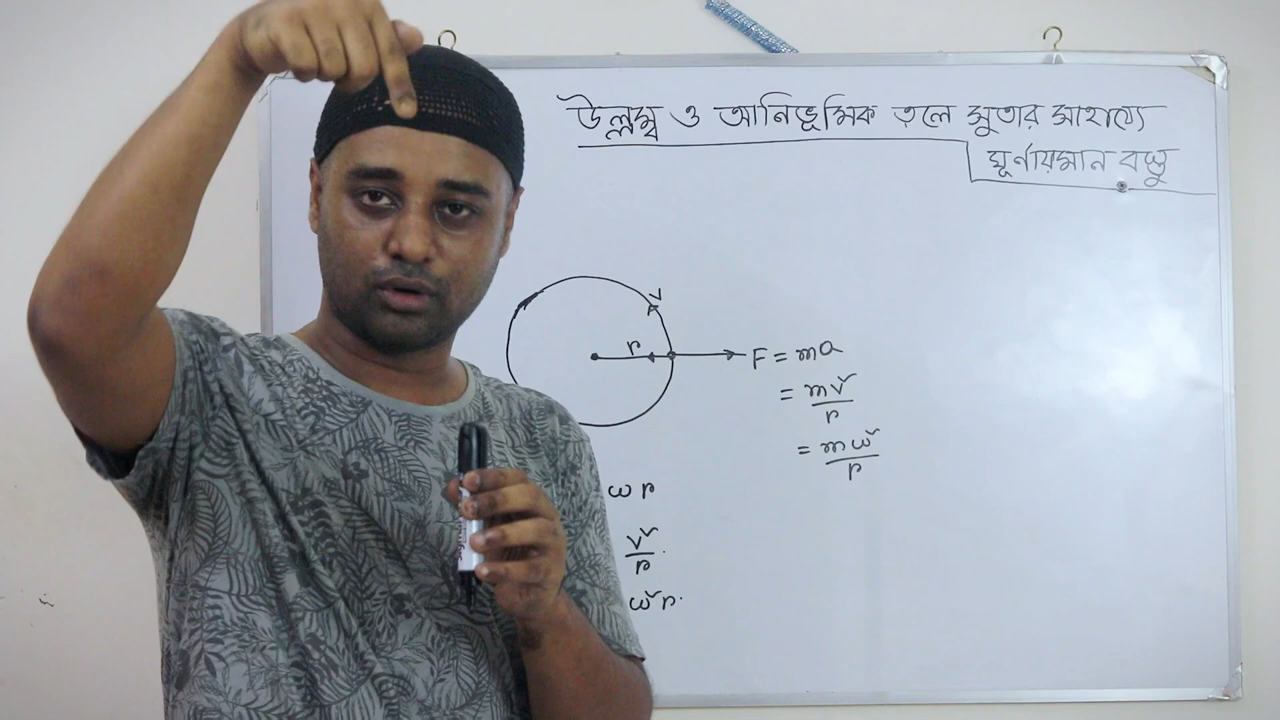 উল্লম্ব ও আনিভূমিক তলে সুতার সাহায্যে
ঘূর্ণায়মান বস্তু
v
r
F = ma
= mv²/r
= mω²/r
ωr
v²/r
ω²r